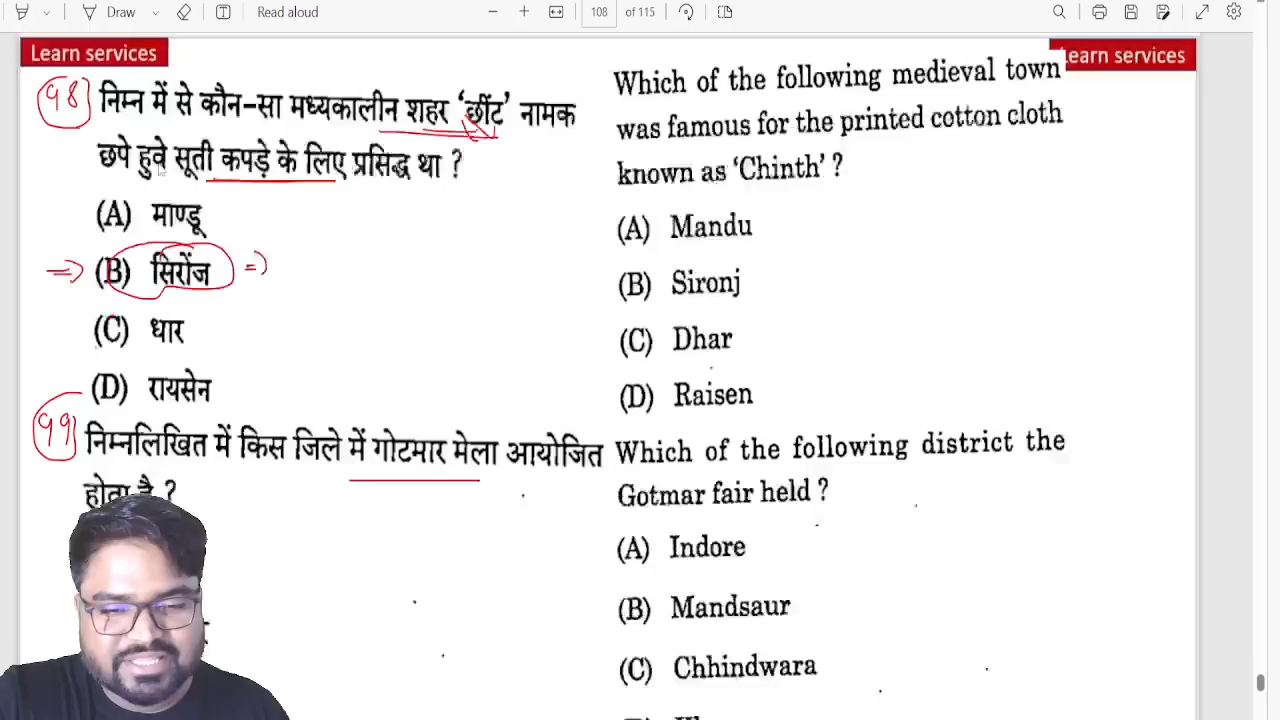 Draw
Read aloud
108
of 115
Learn services
Learn services
98
निम्न में से कौन-सा मध्यकालीन शहर 'छींट' नामक
छपे हुवे सूती कपड़े के लिए प्रसिद्ध था ?
(A) माण्डू
(B) सिरोंज
(C) धार
(D) रायसेन
99
निम्नलिखित में किस जिले में गोटमार मेला आयोजित
होता है ?
Which of the following medieval town
was famous for the printed cotton cloth
known as 'Chinth' ?
(A) Mandu
(B) Sironj
(C) Dhar
(D) Raisen
Which of the following district the
Gotmar fair held ?
(A) Indore
(B) Mandsaur
(C) Chhindwara